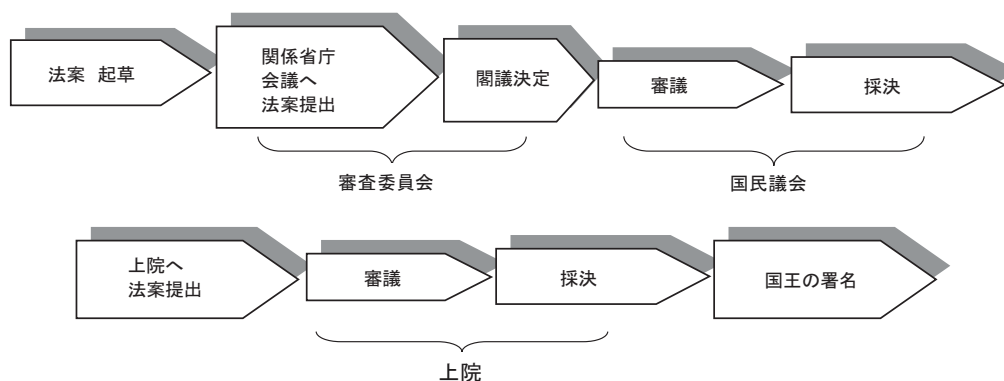 法案 起草
関係省庁
会議へ
法案提出
閣議決定
審議
採決
審査委員会
国民議会
上院へ
法案提出
審議
採決
国王の署名
上院